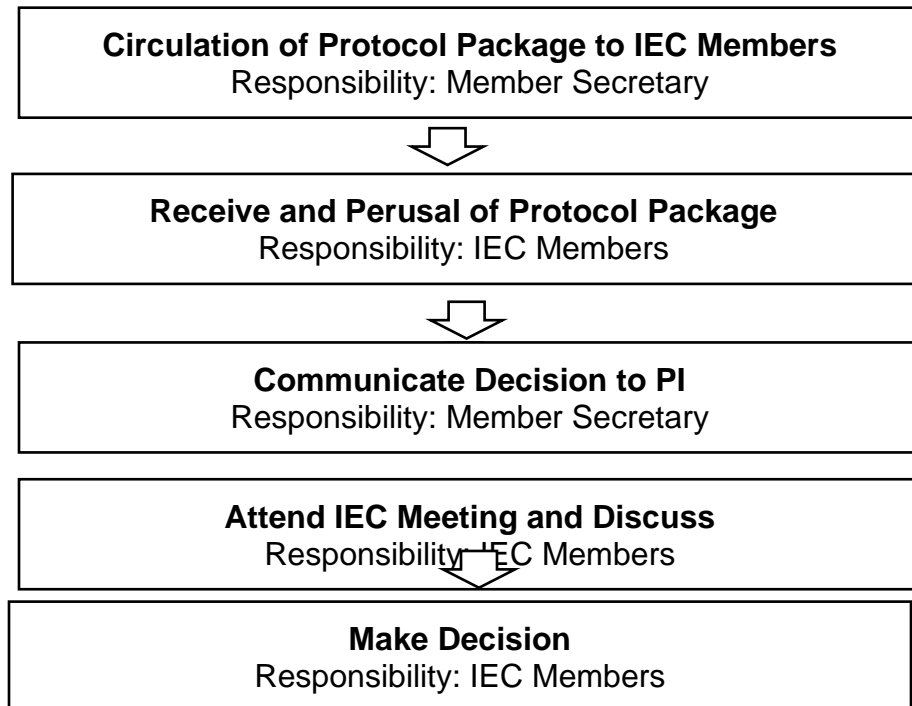 Circulation of Protocol Package to IEC Members
Responsibility: Member Secretary
Receive and Perusal of Protocol Package
Responsibility: IEC Members
Communicate Decision to PI
Responsibility: Member Secretary
Attend IEC Meeting and Discuss
Responsibility: IEC Members
Make Decision
Responsibility: IEC Members